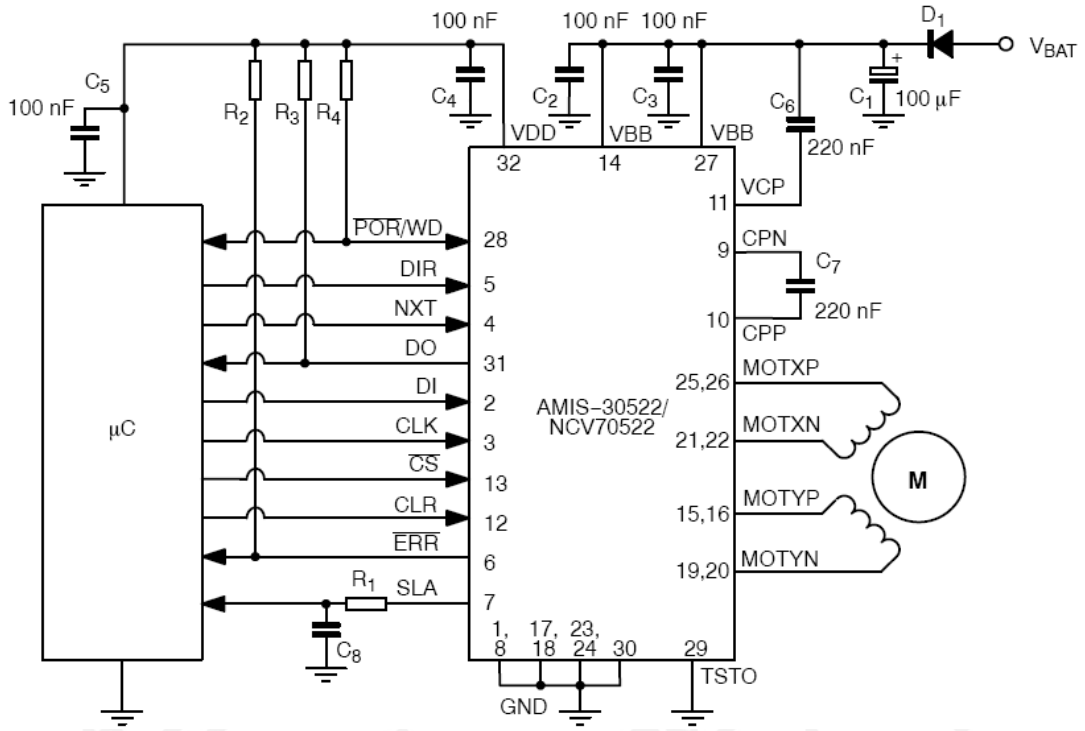 100 nF
100 nF
100 nF
D1
VBAT
C5
100 nF
R2
R3
R4
C4
C2
C3
C6
C1
100 μF
VDD
VBB
VBB
32
14
27
220 nF
VCP
11
POR/WD
28
CPN
9
DIR
5
C7
NXT
4
220 nF
10
CPP
DO
31
MOTXP
25,26
DI
2
AMIS–30522/
NCV70522
μC
CLK
3
MOTXN
21,22
CS
13
M
CLR
12
MOTYP
15,16
ERR
6
MOTYN
19,20
R1
SLA
7
C8
1,
8
17,
18
23,
24
30
29
TSTO
GND